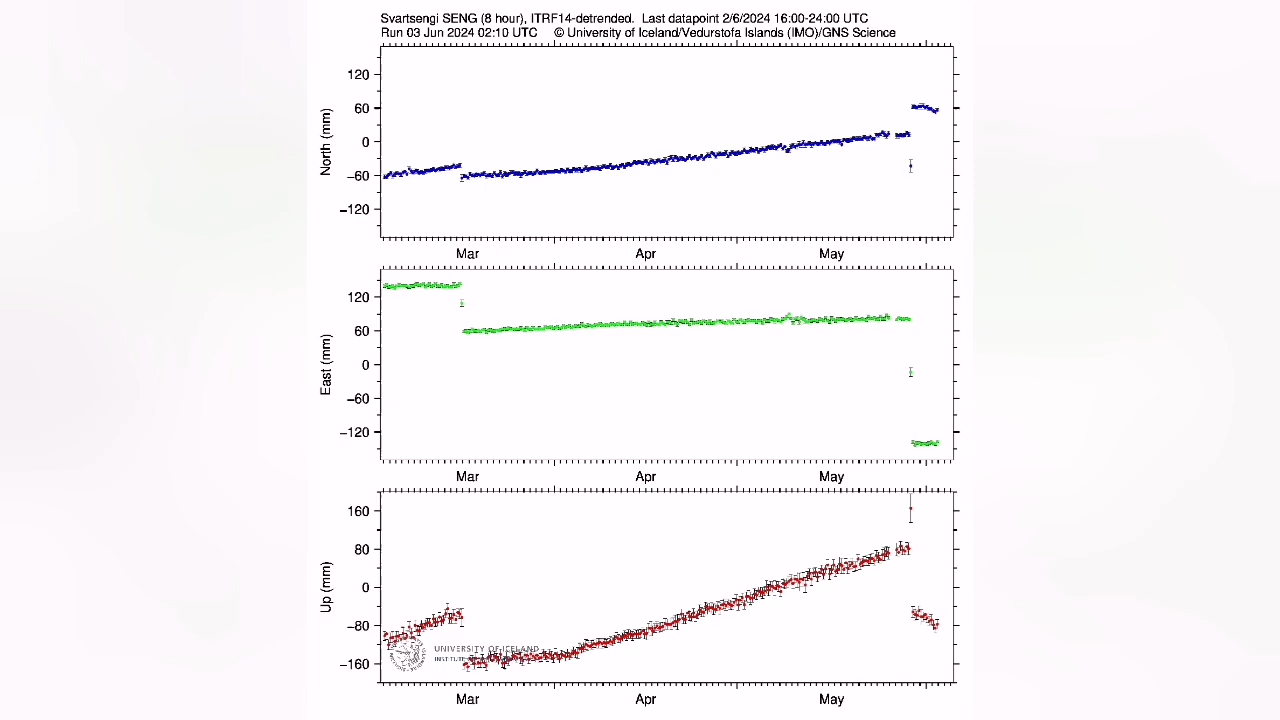 Svartsengi SENG (8 hour), ITRF14-detrended. Last datapoint 2/6/2024 16:00-24:00 UTC
Run 03 Jun 2024 02:10 UTC © University of Iceland/Vedurstofa Islands (IMO)/GNS Science
North (mm)
120
60
0
−60
−120
Mar Apr May
East (mm)
120
60
0
−60
−120
Mar Apr May
Up (mm)
160
80
0
−80
−160
UNIVERSITY OF ICELAND
Mar Apr May